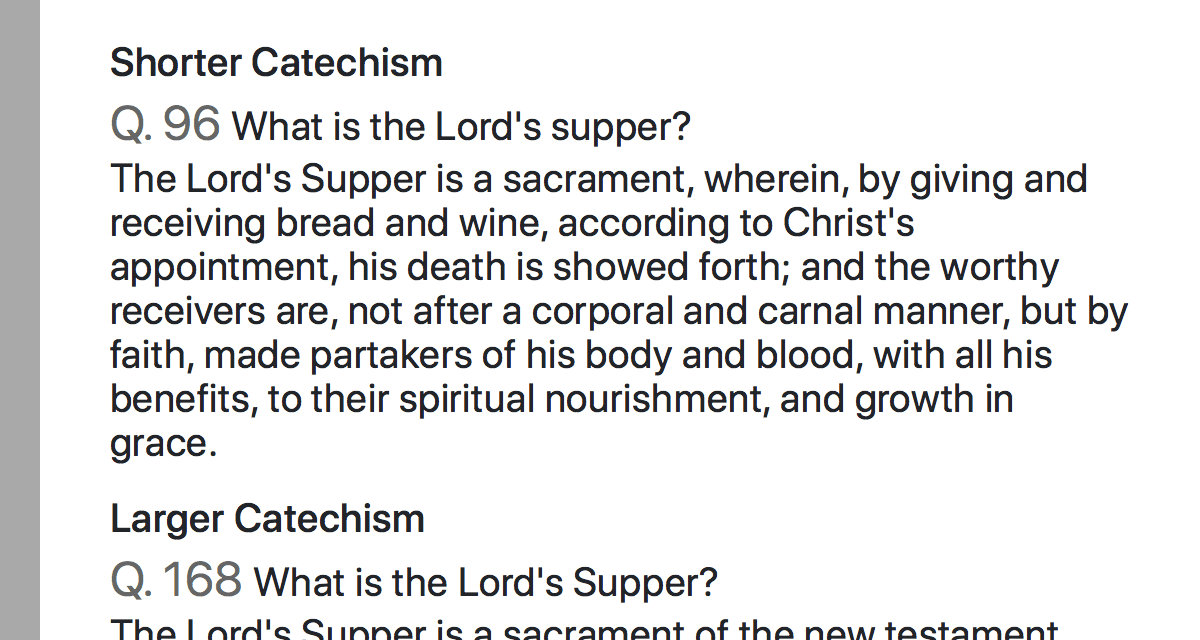 Shorter Catechism
Q. 96 What is the Lord's supper?
The Lord's Supper is a sacrament, wherein, by giving and
receiving bread and wine, according to Christ's
appointment, his death is showed forth; and the worthy
receivers are, not after a corporal and carnal manner, but by
faith, made partakers of his body and blood, with all his
benefits, to their spiritual nourishment, and growth in
grace.
Larger Catechism
Q. 168 What is the Lord's Supper?
The Lord's Supper is a sacrament of the new testament